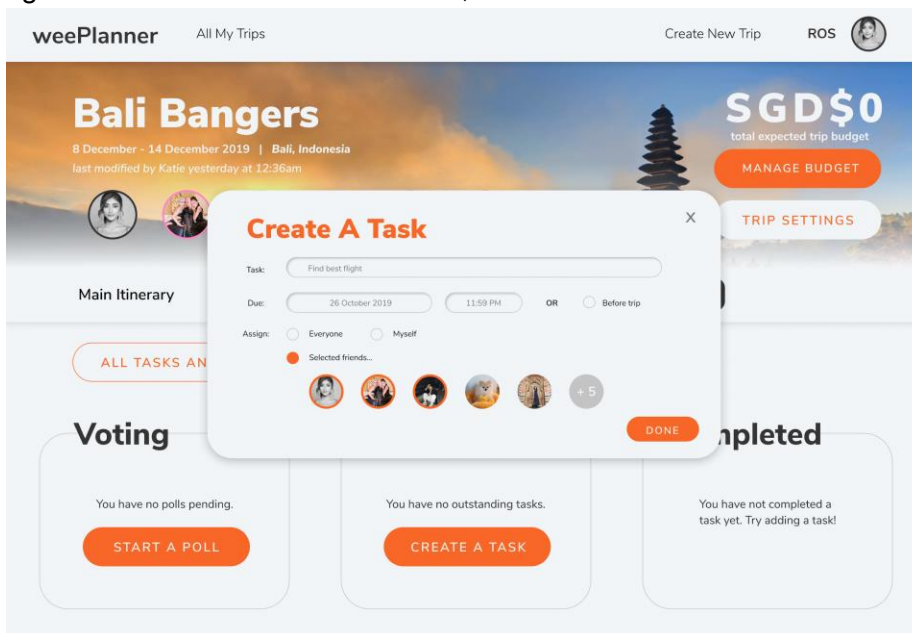 weePlanner All My Trips Create New Trip ROS
Bali Bangers
SGD$0
8 December - 14 December 2019 | Bali, Indonesia
total expected trip budget
last modified by Katie yesterday at 12:36am
MANAGE BUDGET
TRIP SETTINGS
Create A Task X
Task: Find best flight
Due: 26 October 2019 11:59 PM OR Before trip
Assign: Everyone Myself
Selected friends...
+ 5
DONE
Main Itinerary
ALL TASKS AN
Voting
mpleted
You have no polls pending.
START A POLL
You have no outstanding tasks.
CREATE A TASK
You have not completed a
task yet. Try adding a task!